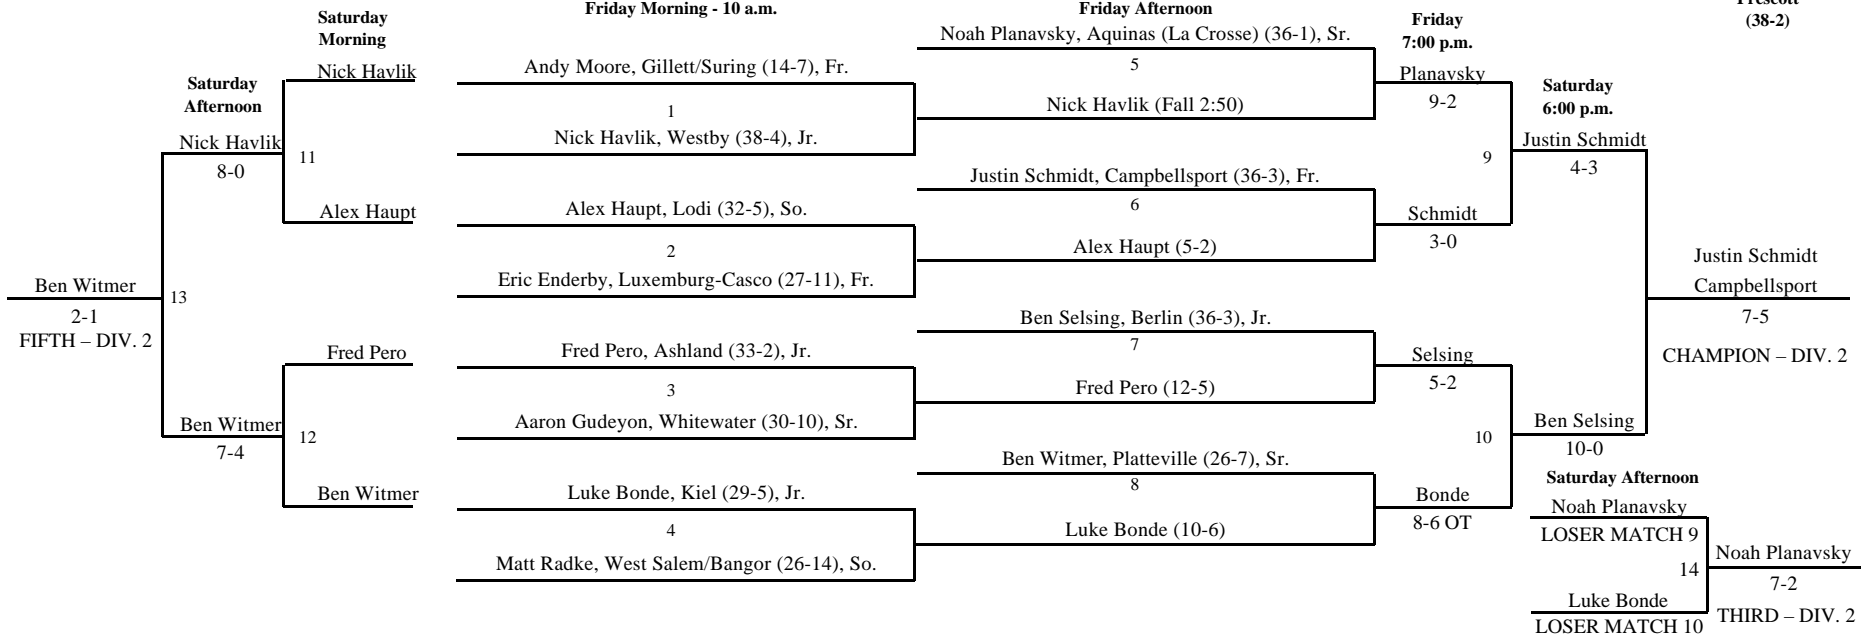 Saturday
Morning
Nick Havlik
Saturday
Afternoon
Nick Havlik
8-0
11
Alex Haupt
Ben Witmer
2-1
FIFTH – DIV. 2
13
Fred Pero
Ben Witmer
7-4
12
Ben Witmer
Friday Morning - 10 a.m.
Andy Moore, Gillett/Suring (14-7), Fr.
1
Nick Havlik, Westby (38-4), Jr.
Alex Haupt, Lodi (32-5), So.
2
Eric Enderby, Luxemburg-Casco (27-11), Fr.
Fred Pero, Ashland (33-2), Jr.
3
Aaron Gudeyon, Whitewater (30-10), Sr.
Luke Bonde, Kiel (29-5), Jr.
4
Matt Radke, West Salem/Bangor (26-14), So.
Friday Afternoon
Noah Planavsky, Aquinas (La Crosse) (36-1), Sr.
5
Nick Havlik (Fall 2:50)
Justin Schmidt, Campbellsport (36-3), Fr.
6
Alex Haupt (5-2)
Ben Selsing, Berlin (36-3), Jr.
7
Fred Pero (12-5)
Ben Witmer, Platteville (26-7), Sr.
8
Luke Bonde (10-6)
Friday
7:00 p.m.
Planavsky
9-2
9
Schmidt
3-0
Selsing
5-2
10
Bonde
8-6 OT
Saturday
6:00 p.m.
Justin Schmidt
4-3
Ben Selsing
10-0
Prescott
(38-2)
Justin Schmidt
Campbellsport
7-5
CHAMPION – DIV. 2
Saturday Afternoon
Noah Planavsky
LOSER MATCH 9
14
Luke Bonde
LOSER MATCH 10
Noah Planavsky
7-2
THIRD – DIV. 2